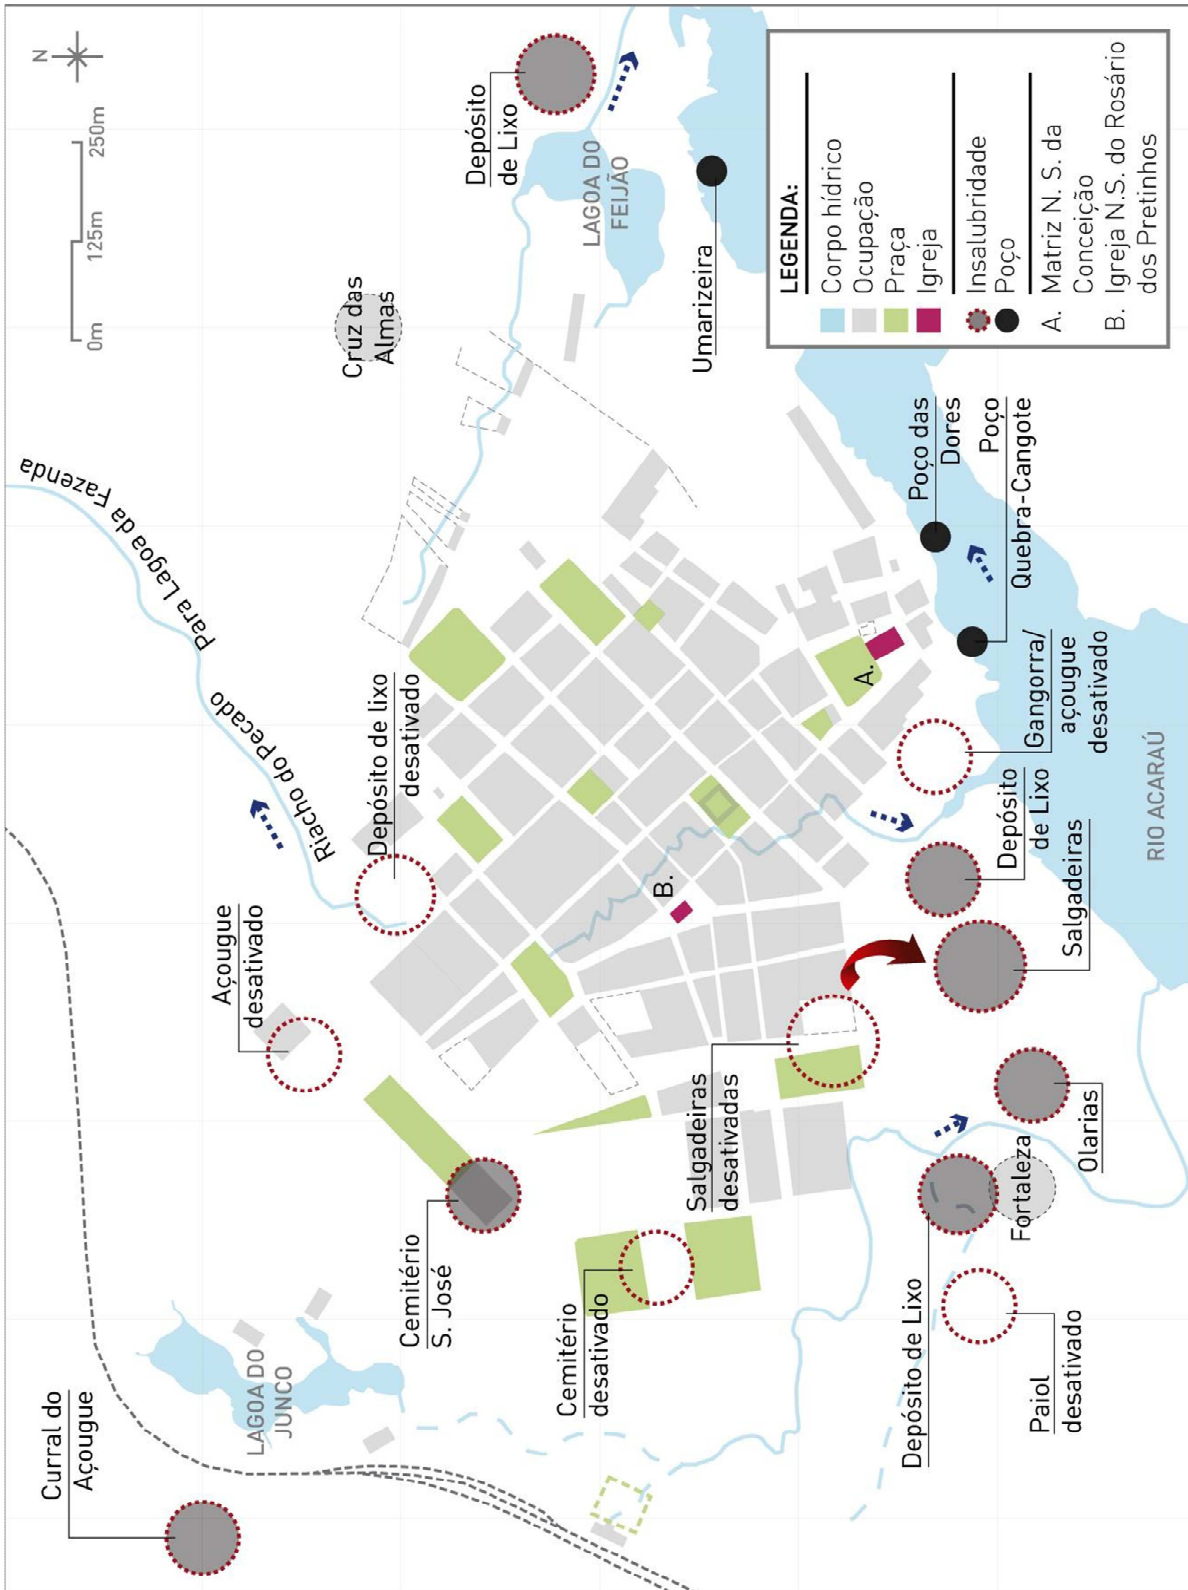 Curral do
Açougue
LAGOA DO
JUNCO
Açougue
desativado
Riacho do Pecado
Para Lagoa da Fazenda
N
0m
125m
250m
Cruz das
Almas
Depósito de lixo
desativado
Cemitério
S. José
Depósito
de Lixo
LAGOA DO
FEIJÃO
Cemitério
desativado
B.
Umarizeira
Salgadeiras
desativadas
A.
Depósito de Lixo
Fortaleza
Paiol
desativado
Olarias
Salgadeiras
Depósito
de Lixo
Gangorra/
açougue
desativado
Poço
Quebra-Cangote
Poço das
Dores
RIO ACARAÚ
LEGENDA:
Corpo hídrico
Ocupação
Praça
Igreja
Insalubridade
Poço
A. Matriz N. S. da
Conceição
B. Igreja N.S. do Rosário
dos Pretinhos